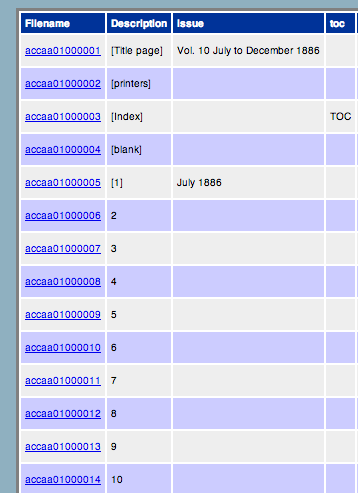 Filename Description Issue toc
accaa01000001 [Title page] Vol. 10 July to December 1886
accaa01000002 [printers]
accaa01000003 [Index] TOC
accaa01000004 [blank]
accaa01000005 [1] July 1886
accaa01000006 2
accaa01000007 3
accaa01000008 4
accaa01000009 5
accaa01000010 6
accaa01000011 7
accaa01000012 8
accaa01000013 9
accaa01000014 10